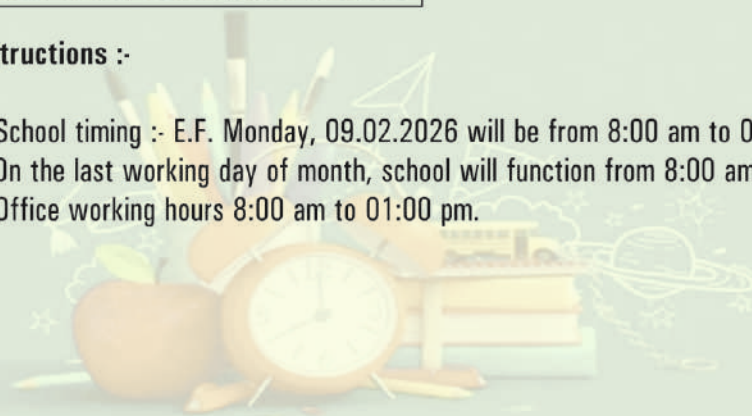 tructions :-
School timing :- E.F. Monday, 09.02.2026 will be from 8:00 am to 0
On the last working day of month, school will function from 8:00 am
Office working hours 8:00 am to 01:00 pm.